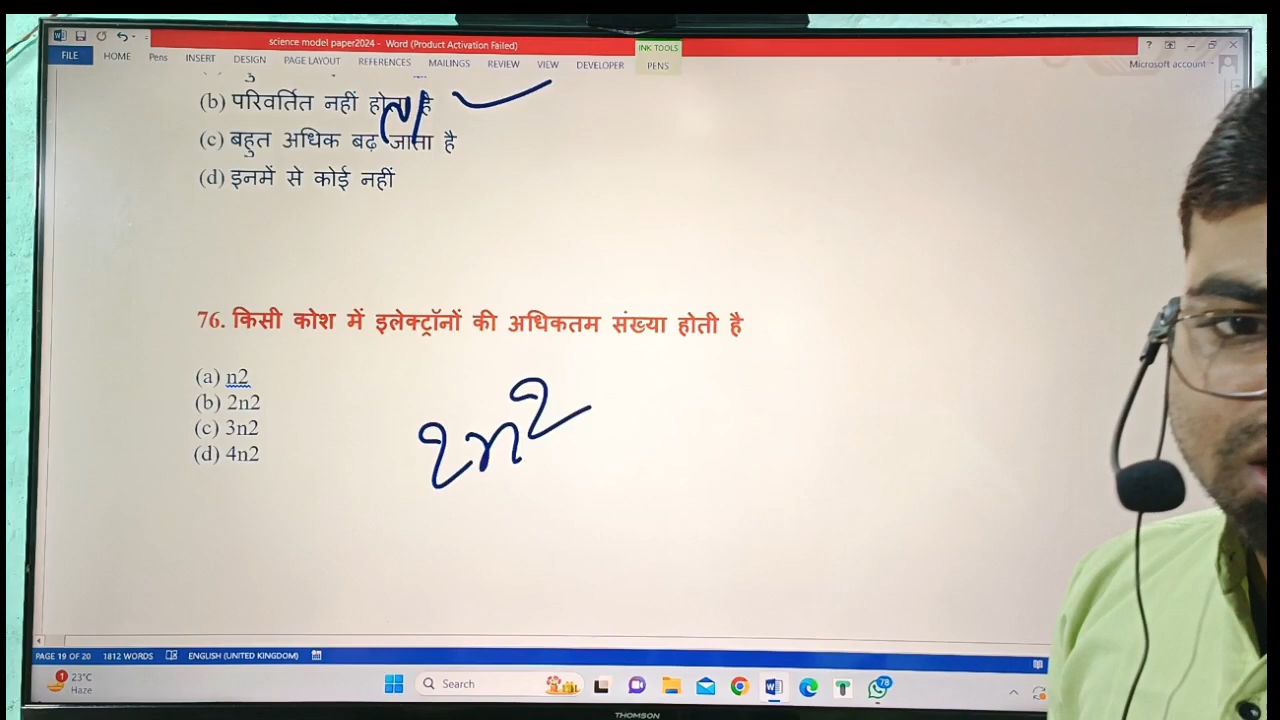 science model paper2024 - Word (Product Activation Failed)
INK TOOLS
FILE HOME Pens INSERT DESIGN PAGE LAYOUT REFERENCES MAILINGS REVIEW VIEW DEVELOPER PENS
Microsoft account
(b) परिवर्तित नहीं होता है
(c) बहुत अधिक बढ़ जाता है
(d) इनमें से कोई नहीं
76. किसी कोश में इलेक्ट्रॉनों की अधिकतम संख्या होती है
(a) n2
(b) 2n2
(c) 3n2
(d) 4n2
2n²
PAGE 19 OF 20 1812 WORDS ENGLISH (UNITED KINGDOM)
1
23°C
Haze
Search
78
THOMSON